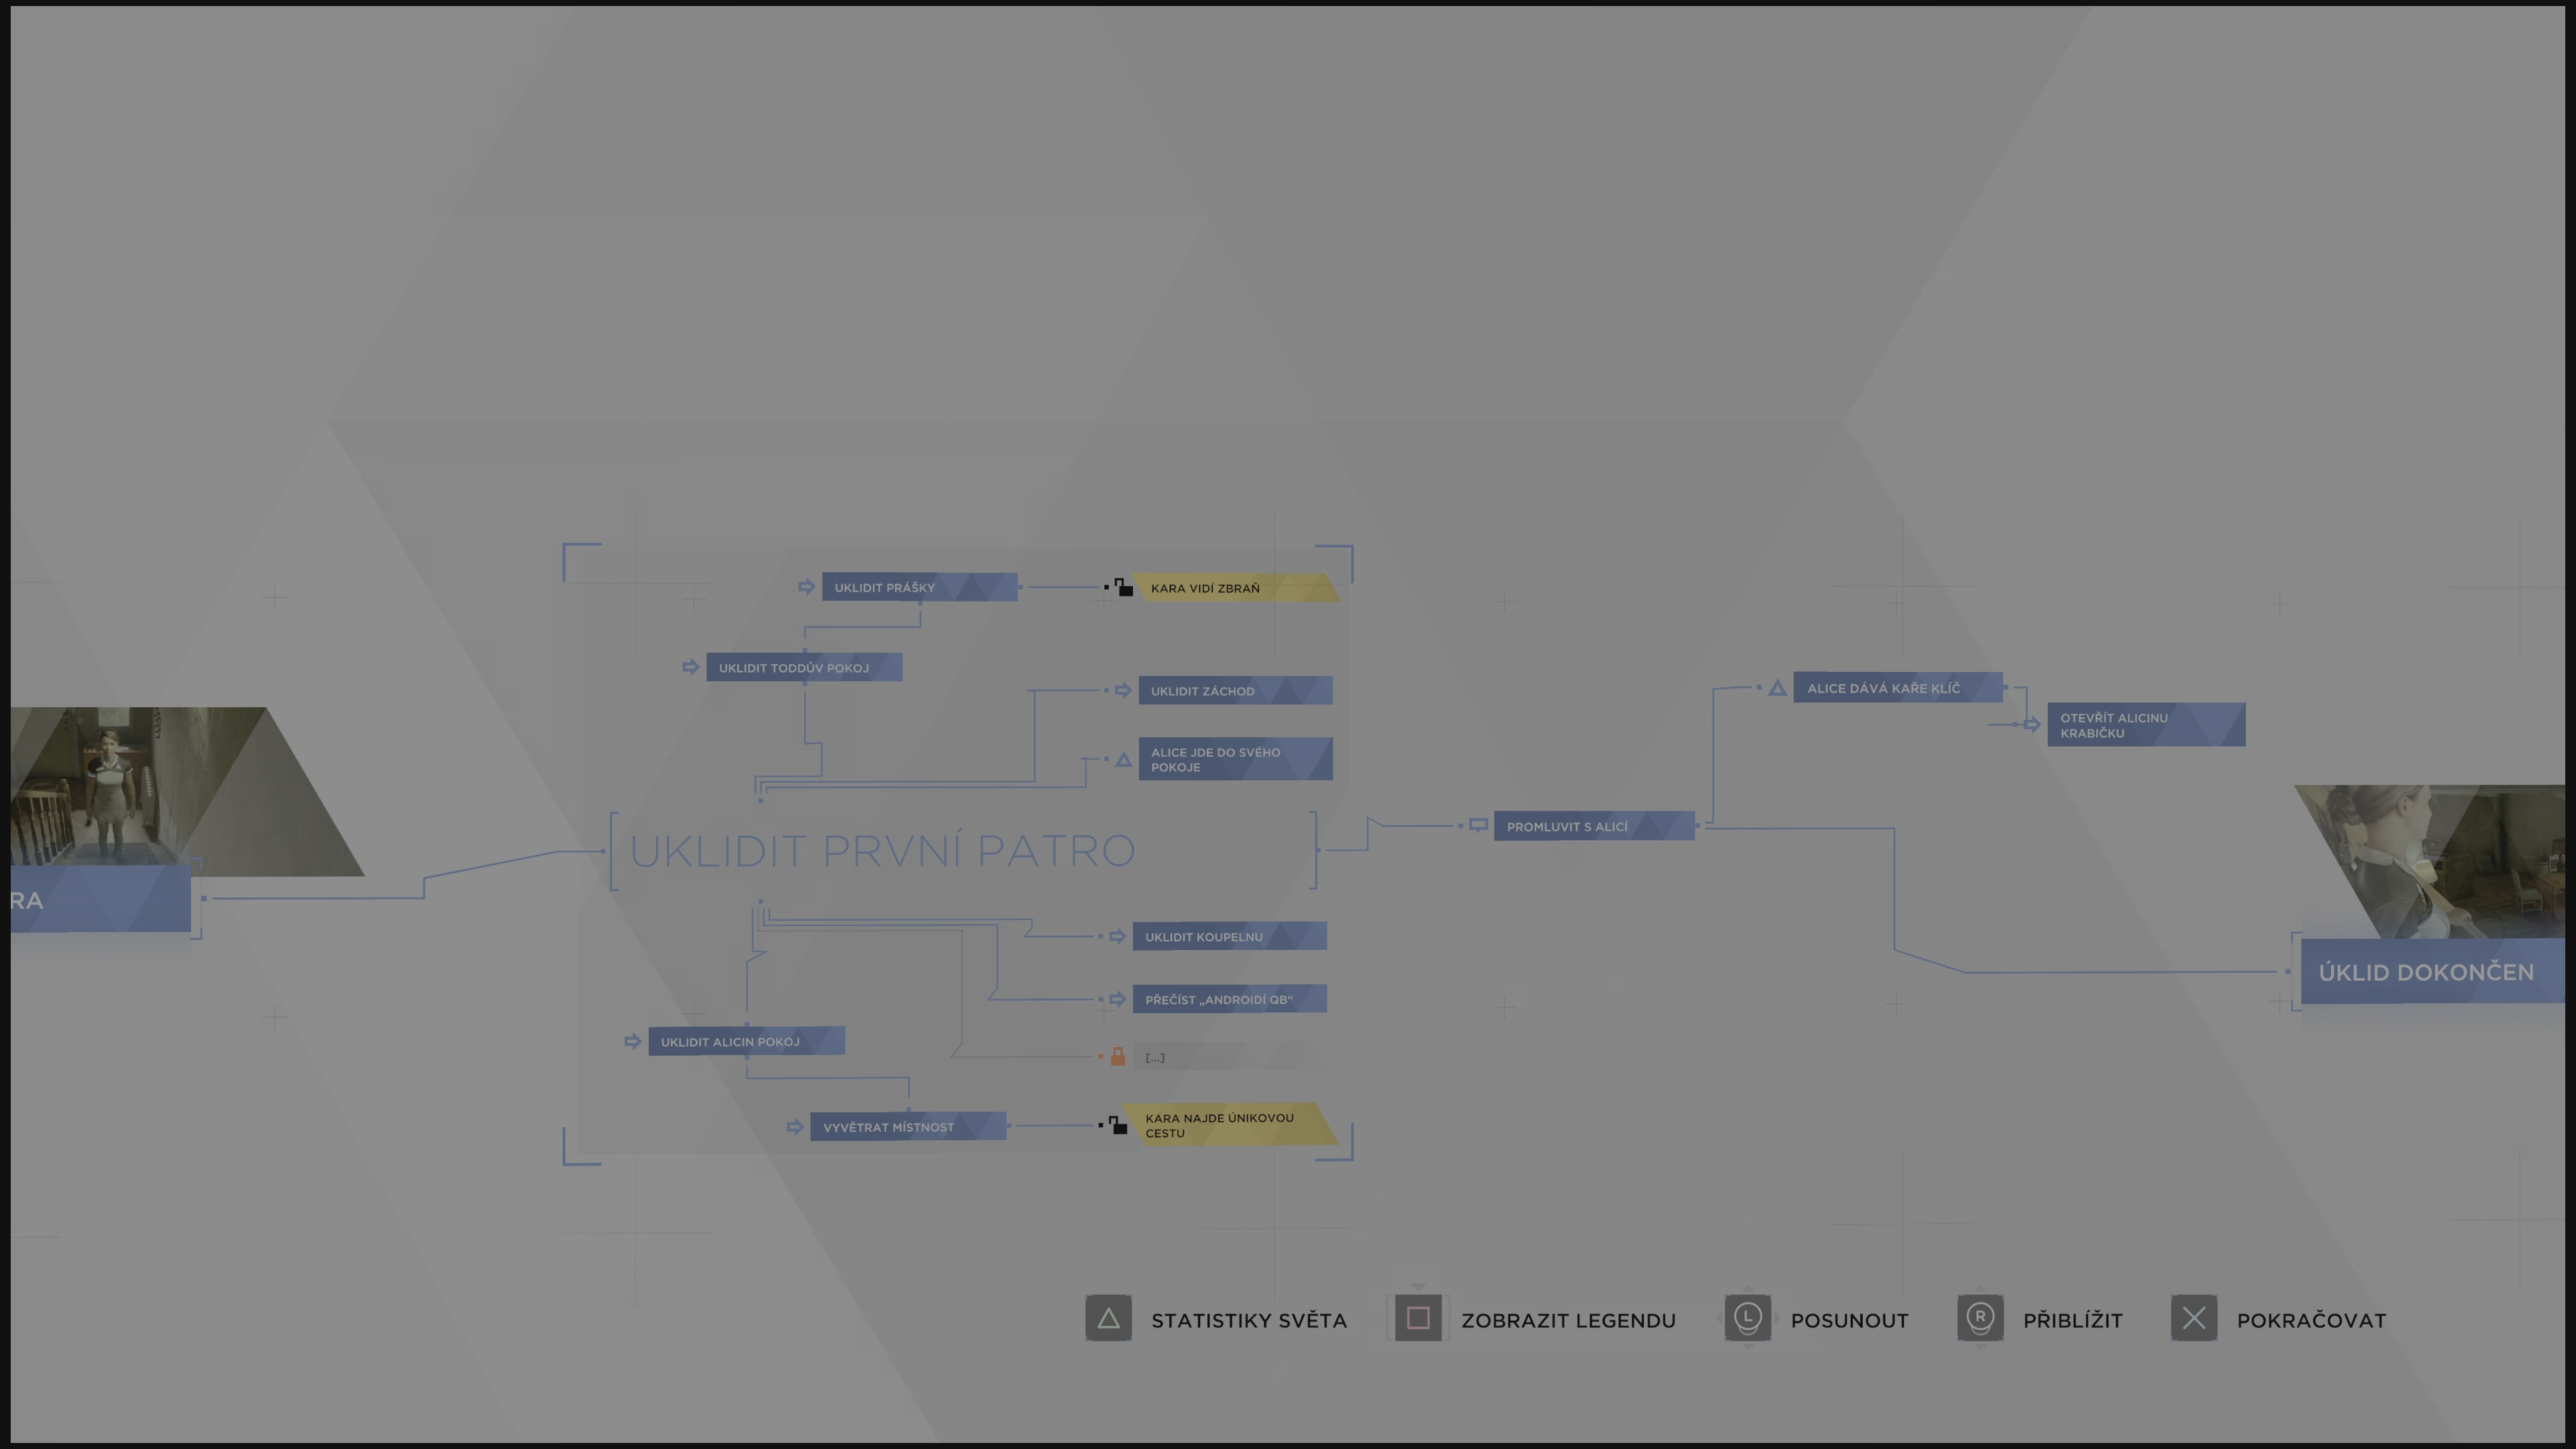 UKLIDIT PRÁŠKY
KARA VIDÍ ZBRAŇ
UKLIDIT TODDŮV POKOJ
UKLIDIT ZÁCHOD
ALICE JDE DO SVÉHO
POKOJE
ALICE DÁVÁ KAŘE KLÍČ
OTEVŘÍT ALICINU
KRABIČKU
UKLIDIT PRVNÍ PATRO
PROMLUVIT S ALICÍ
RA
UKLIDIT KOUPELNU
PŘEČÍST „ANDROIDÍ QB“
ÚKLID DOKONČEN
UKLIDIT ALICIN POKOJ
[...]
VYVĚTRAT MÍSTNOST
KARA NAJDE ÚNIKOVOU
CESTU
STATISTIKY SVĚTA
ZOBRAZIT LEGENDU
L
POSUNOUT
R
PŘIBLÍŽIT
POKRAČOVAT